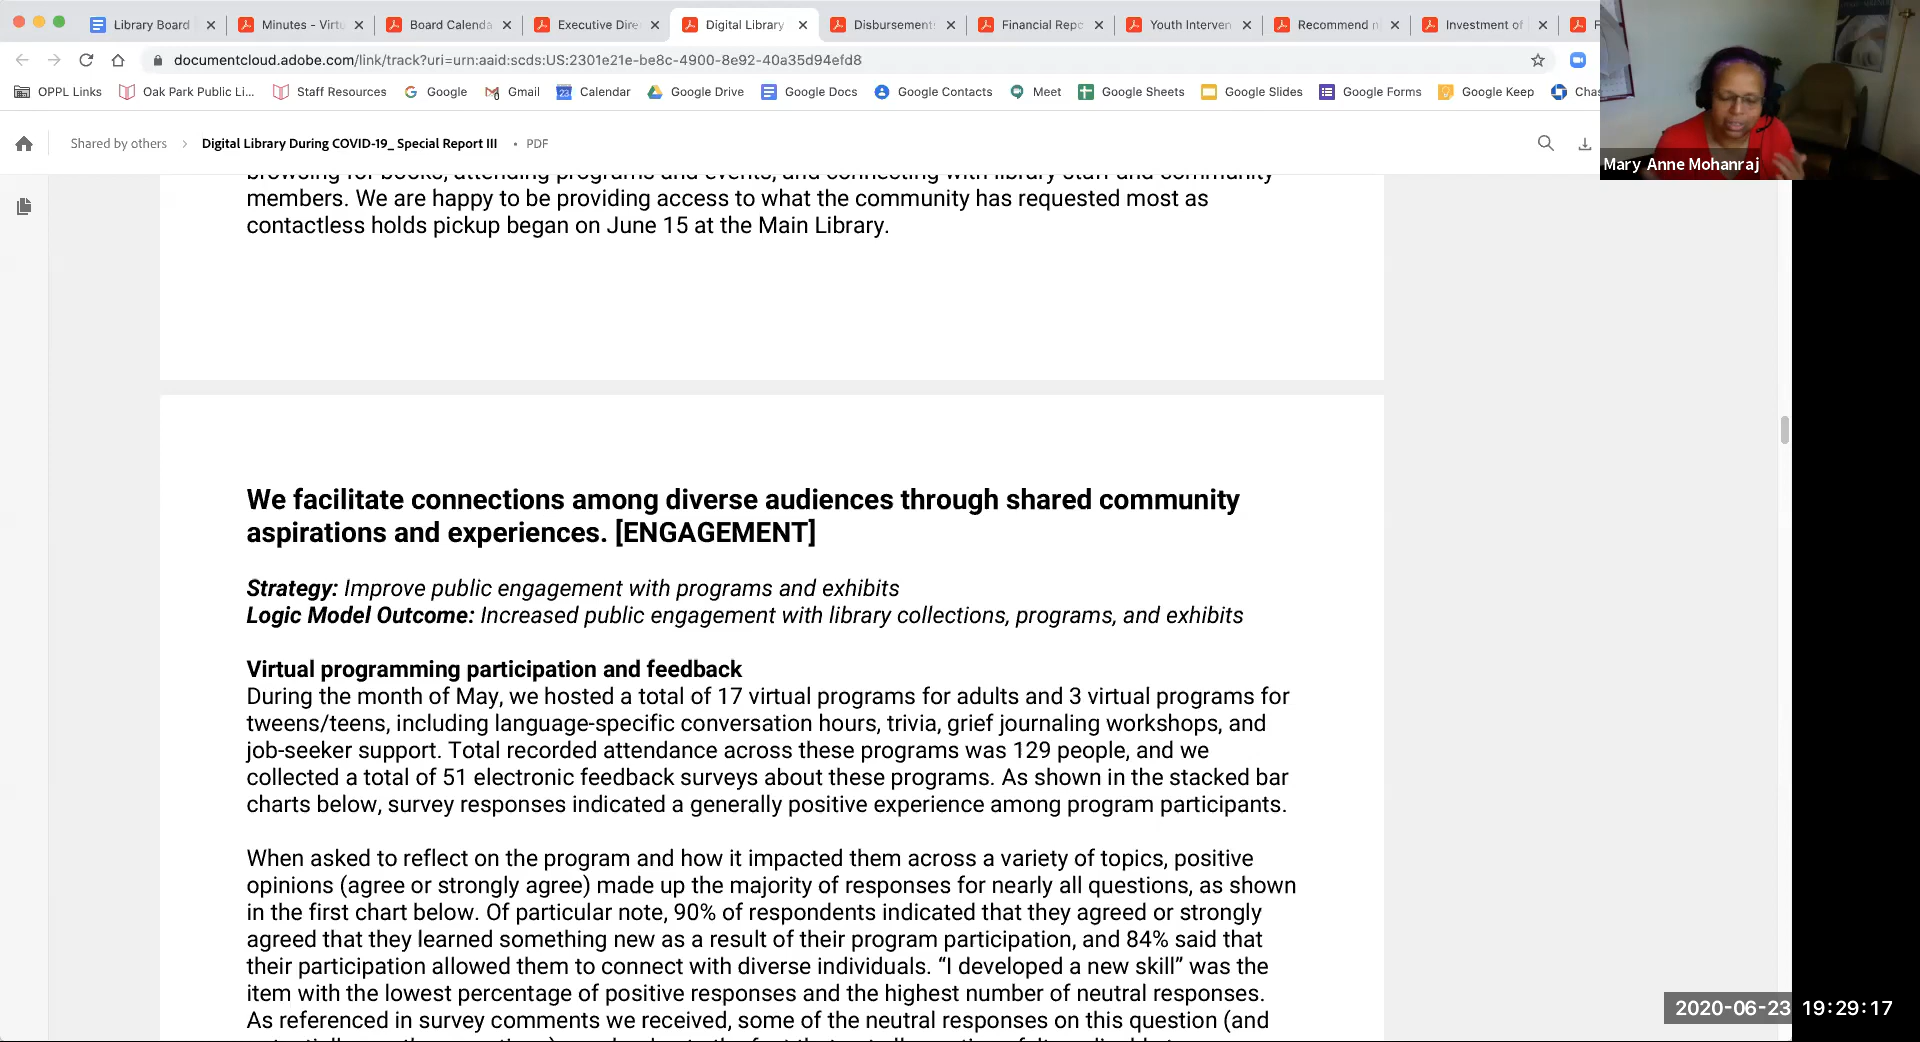 Library Board
Minutes - Virtu
Board Calenda
Executive Dire
Digital Library
Disbursement
Financial Repo
Youth Interven
Recommend n
Investment of
documentcloud.adobe.com/link/track?uri=urn:aaid:scds:US:2301e21e-be8c-4900-8e92-40a35d94efd8
OPPL Links
Oak Park Public Li...
Staff Resources
Google
Gmail
Calendar
Google Drive
Google Docs
Google Contacts
Meet
Google Sheets
Google Slides
Google Forms
Google Keep
Chas
Shared by others > Digital Library During COVID-19_ Special Report III • PDF
Mary Anne Mohanraj
browsing for books, attending programs and events, and connecting with library staff and community
members. We are happy to be providing access to what the community has requested most as
contactless holds pickup began on June 15 at the Main Library.
We facilitate connections among diverse audiences through shared community
aspirations and experiences. [ENGAGEMENT]
Strategy: Improve public engagement with programs and exhibits
Logic Model Outcome: Increased public engagement with library collections, programs, and exhibits
Virtual programming participation and feedback
During the month of May, we hosted a total of 17 virtual programs for adults and 3 virtual programs for
tweens/teens, including language-specific conversation hours, trivia, grief journaling workshops, and
job-seeker support. Total recorded attendance across these programs was 129 people, and we
collected a total of 51 electronic feedback surveys about these programs. As shown in the stacked bar
charts below, survey responses indicated a generally positive experience among program participants.
When asked to reflect on the program and how it impacted them across a variety of topics, positive
opinions (agree or strongly agree) made up the majority of responses for nearly all questions, as shown
in the first chart below. Of particular note, 90% of respondents indicated that they agreed or strongly
agreed that they learned something new as a result of their program participation, and 84% said that
their participation allowed them to connect with diverse individuals. “I developed a new skill” was the
item with the lowest percentage of positive responses and the highest number of neutral responses.
As referenced in survey comments we received, some of the neutral responses on this question (and
2020-06-23 19:29:17